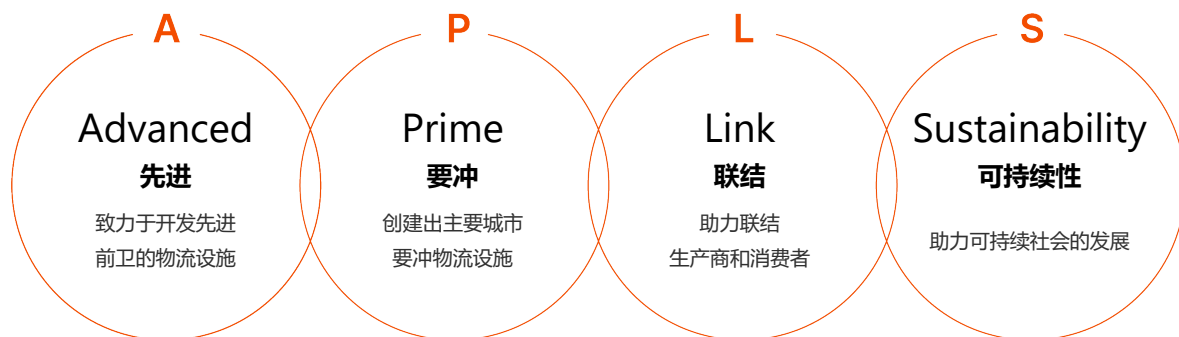 A
Advanced
先进
致力于开发先进
前卫的物流设施
P
Prime
要冲
创建出主要城市
要冲物流设施
L
Link
联结
助力联结
生产商和消费者
S
Sustainability
可持续性
助力可持续社会的发展